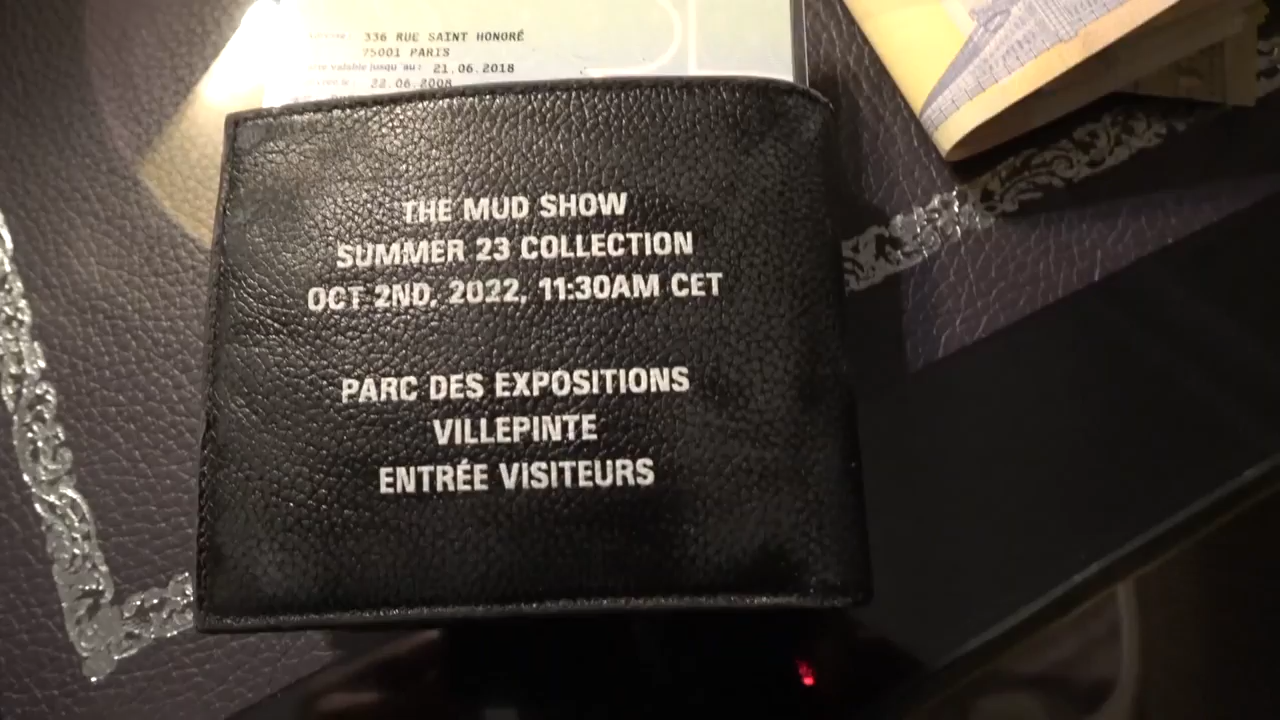 336 RUE SAINT HONORÉ
75001 PARIS
valable jusqu'au : 21.06.2018
22.06.2008
THE MUD SHOW
SUMMER 23 COLLECTION
OCT 2ND, 2022, 11:30AM CET
PARC DES EXPOSITIONS
VILLEPINTE
ENTRÉE VISITEURS